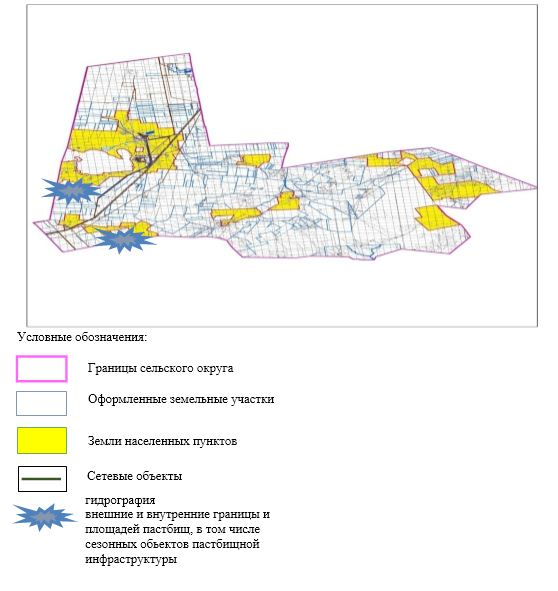 Условные обозначения:
Границы сельского округа
Оформленные земельные участки
Земли населенных пунктов
Сетевые объекты
гидрография
внешние и внутренние границы и
площадей пастбищ, в том числе
сезонных объектов пастбищной
инфраструктуры